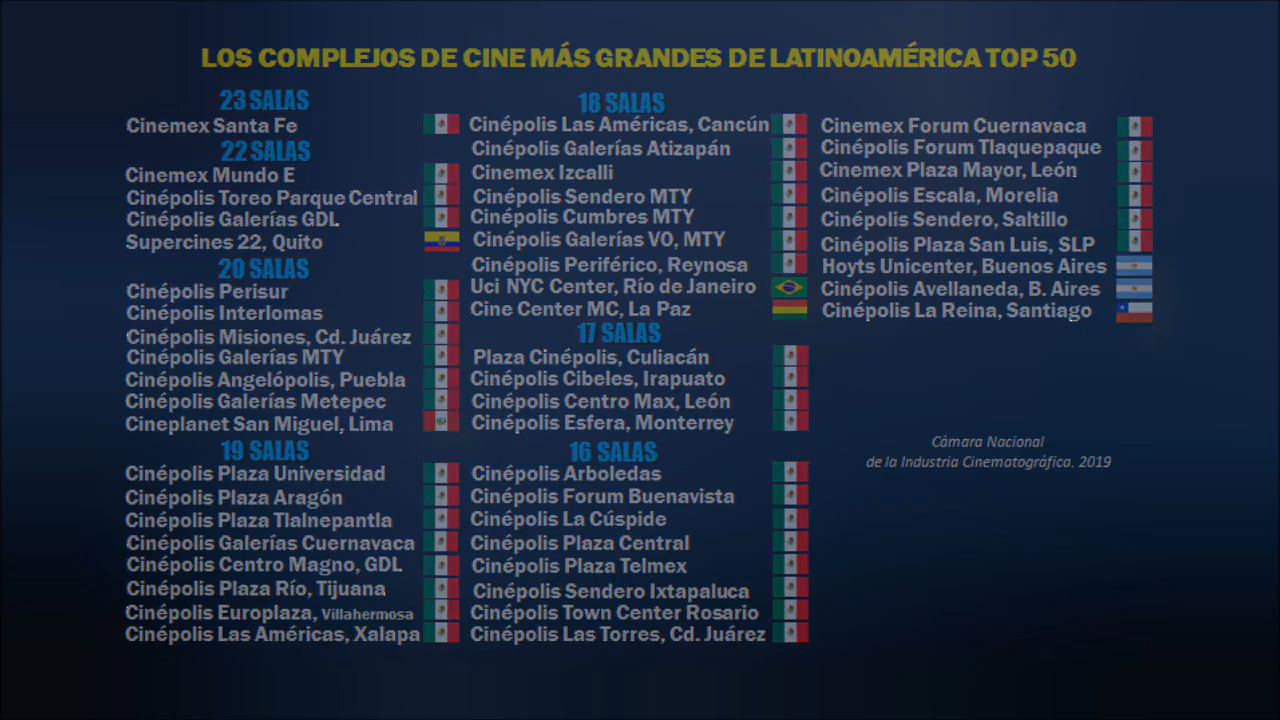 LOS COMPLEJOS DE CINE MÁS GRANDES DE LATINOAMÉRICA TOP 50
23 SALAS
Cinemex Santa Fe
22 SALAS
Cinemex Mundo E
Cinépolis Toreo Parque Central
Cinépolis Galerías GDL
Supercines 22, Quito
20 SALAS
Cinépolis Perisur
Cinépolis Interlomas
Cinépolis Misiones, Cd. Juárez
Cinépolis Galerías MTY
Cinépolis Angelópolis, Puebla
Cinépolis Galerías Metepec
Cineplanet San Miguel, Lima
19 SALAS
Cinépolis Plaza Universidad
Cinépolis Plaza Aragón
Cinépolis Plaza Tlalnepantla
Cinépolis Galerías Cuernavaca
Cinépolis Centro Magno, GDL
Cinépolis Plaza Río, Tijuana
Cinépolis Europlaza, Villahermosa
Cinépolis Las Américas, Xalapa
18 SALAS
Cinépolis Las Américas, Cancún
Cinépolis Galerías Atizapán
Cinemex Izcalli
Cinépolis Sendero MTY
Cinépolis Cumbres MTY
Cinépolis Galerías VO, MTY
Cinépolis Periférico, Reynosa
Uci NYC Center, Río de Janeiro
Cine Center MC, La Paz
17 SALAS
Plaza Cinépolis, Culiacán
Cinépolis Cibeles, Irapuato
Cinépolis Centro Max, León
Cinépolis Esfera, Monterrey
16 SALAS
Cinépolis Arboledas
Cinépolis Forum Buenavista
Cinépolis La Cúspide
Cinépolis Plaza Central
Cinépolis Plaza Telmex
Cinépolis Sendero Ixtapaluca
Cinépolis Town Center Rosario
Cinépolis Las Torres, Cd. Juárez
Cinemex Forum Cuernavaca
Cinépolis Forum Tlaquepaque
Cinemex Plaza Mayor, León
Cinépolis Escala, Morelia
Cinépolis Sendero, Saltillo
Cinépolis Plaza San Luis, SLP
Hoyts Unicenter, Buenos Aires
Cinépolis Avellaneda, B. Aires
Cinépolis La Reina, Santiago
Cámara Nacional
de la Industria Cinematográfica. 2019